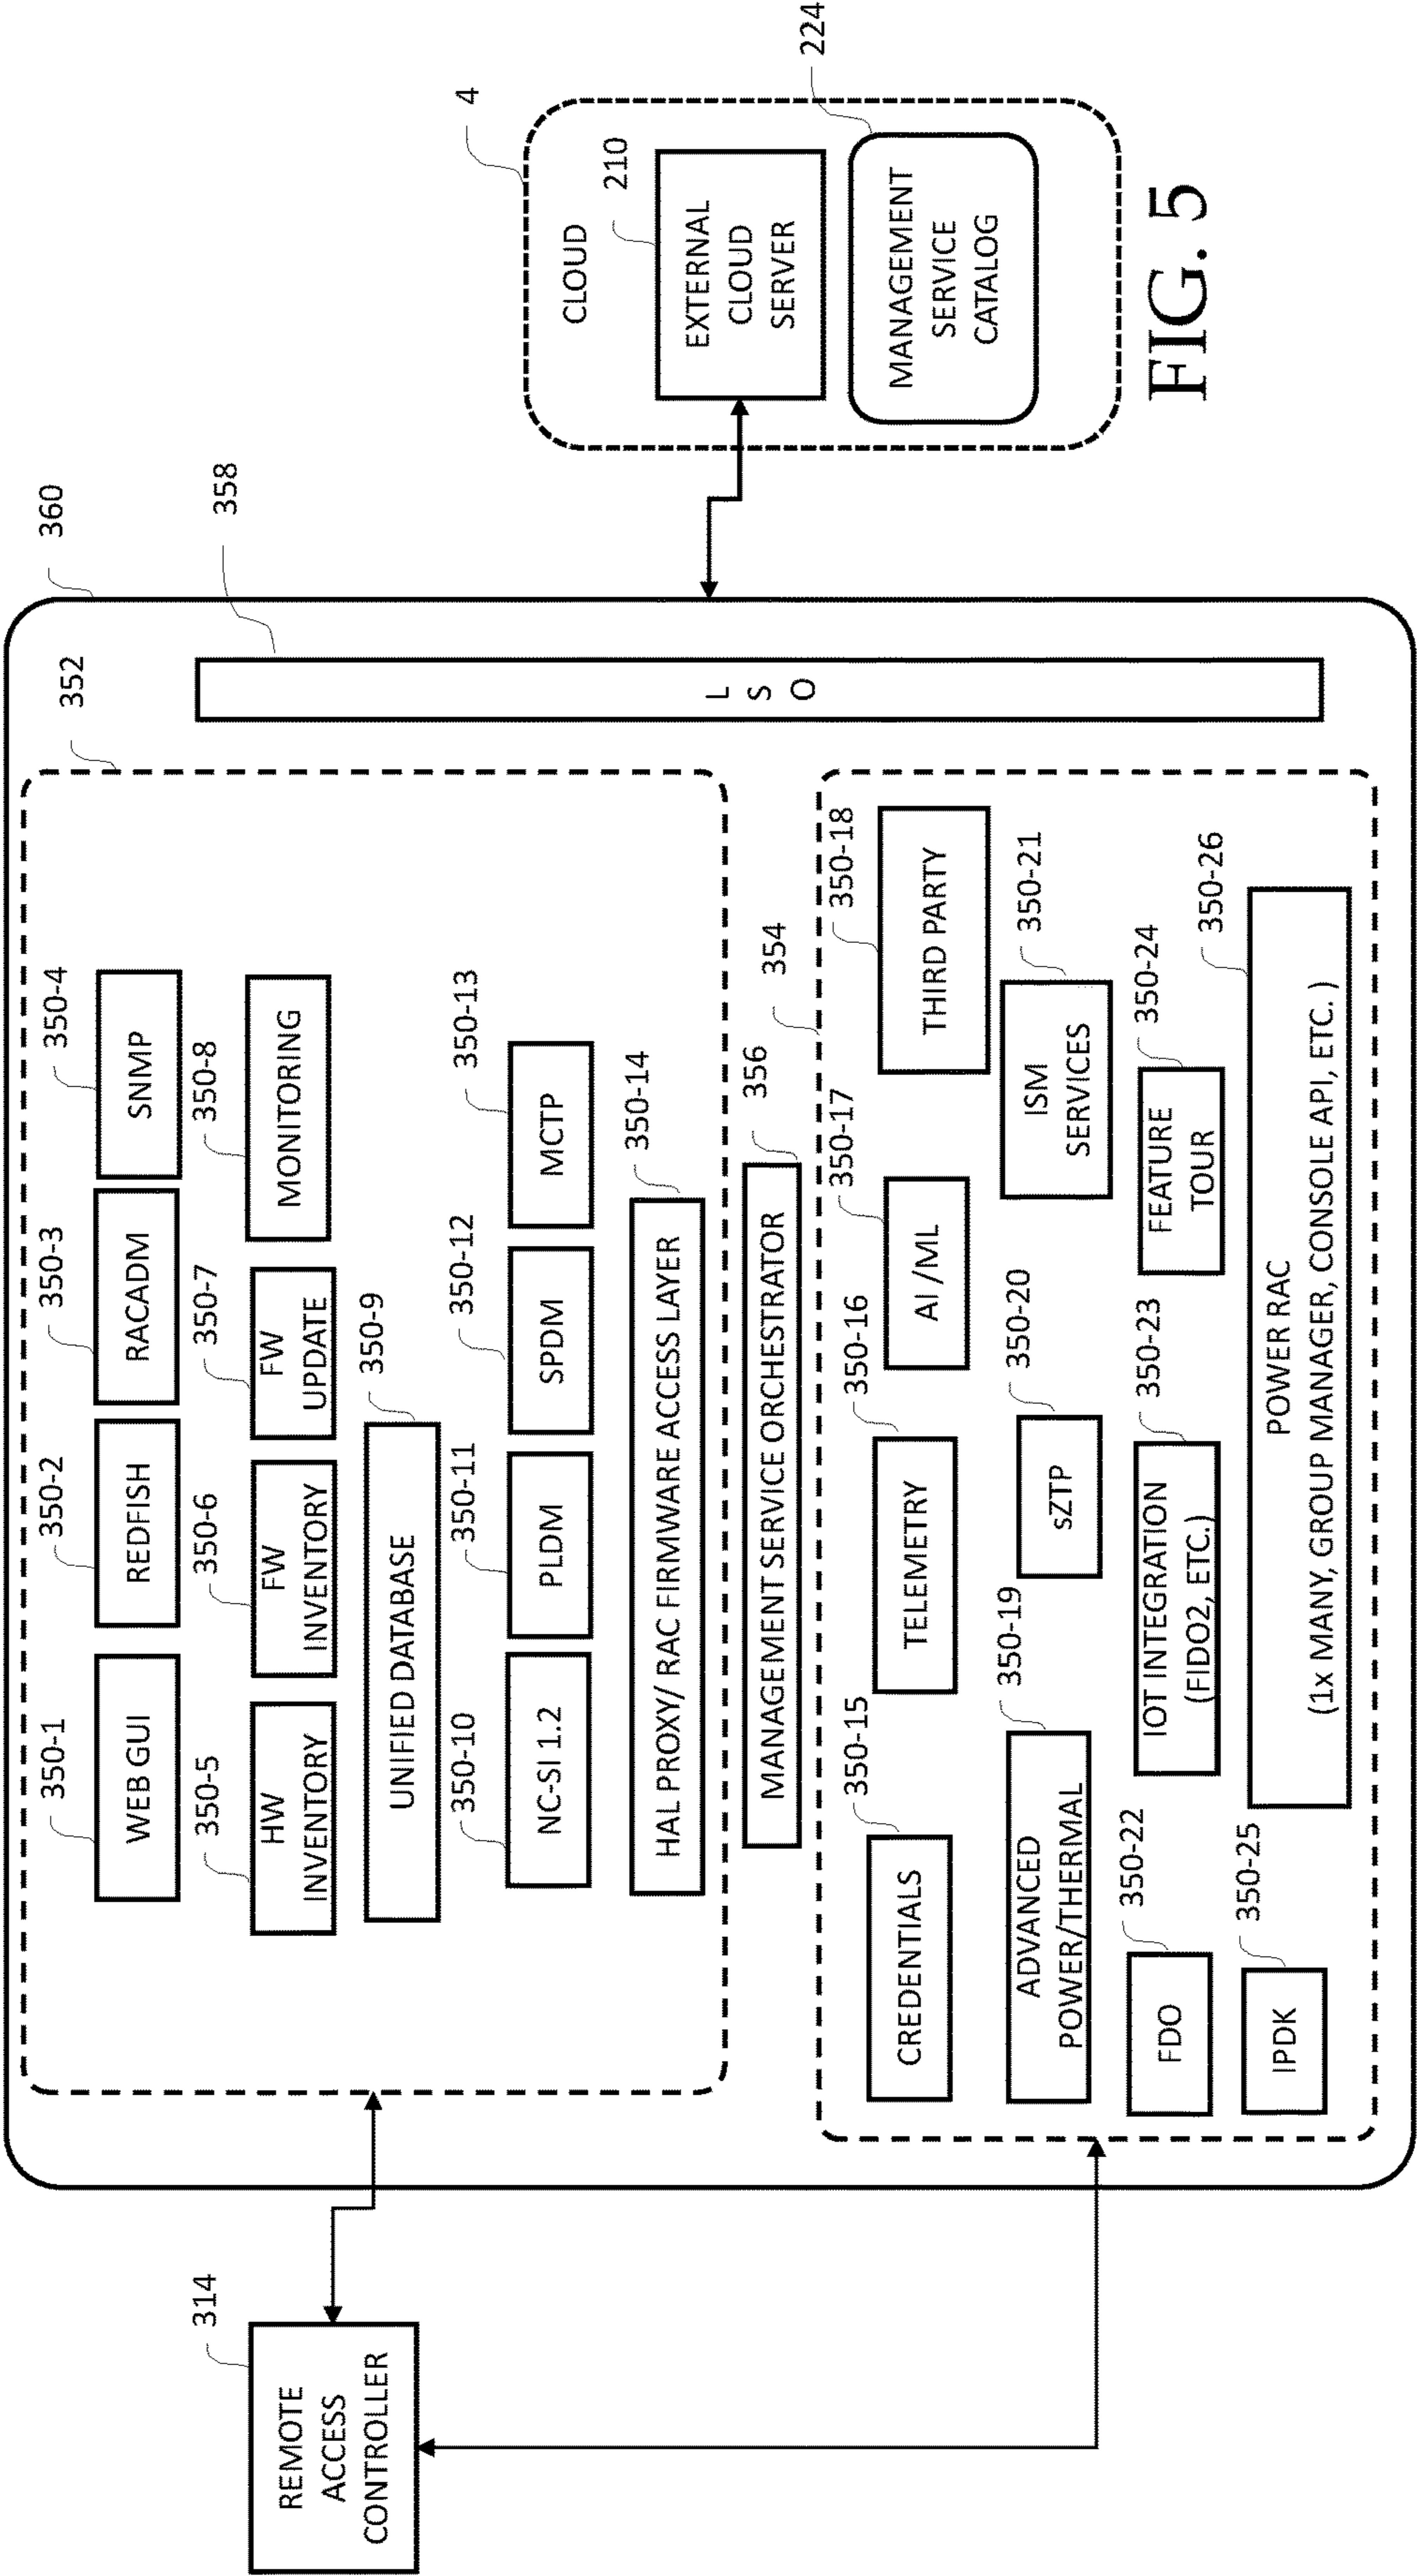 314
REMOTE
ACCESS
CONTROLLER
360
352
350-1
WEB GUI
350-2
REDFISH
350-3
RACADM
350-4
SNMP
350-5
HW
INVENTORY
350-6
FW
INVENTORY
350-7
FW
UPDATE
350-8
MONITORING
350-9
UNIFIED DATABASE
350-10
NC-SI 1.2
350-11
PLDM
350-12
SPDM
350-13
MCTP
350-14
HAL PROXY/ RAC FIRMWARE ACCESS LAYER
356
MANAGEMENT SERVICE ORCHESTRATOR
354
350-15
CREDENTIALS
350-16
TELEMETRY
350-17
AI /ML
350-18
THIRD PARTY
350-19
ADVANCED
POWER/THERMAL
350-20
sZTP
350-21
ISM
SERVICES
350-22
FDO
350-23
IOT INTEGRATION
(FIDO2, ETC.)
350-24
FEATURE
TOUR
350-25
IPDK
350-26
POWER RAC
(1x MANY, GROUP MANAGER, CONSOLE API, ETC. )
358
L
S
O
4
CLOUD
210
EXTERNAL
CLOUD
SERVER
224
MANAGEMENT
SERVICE
CATALOG
FIG. 5